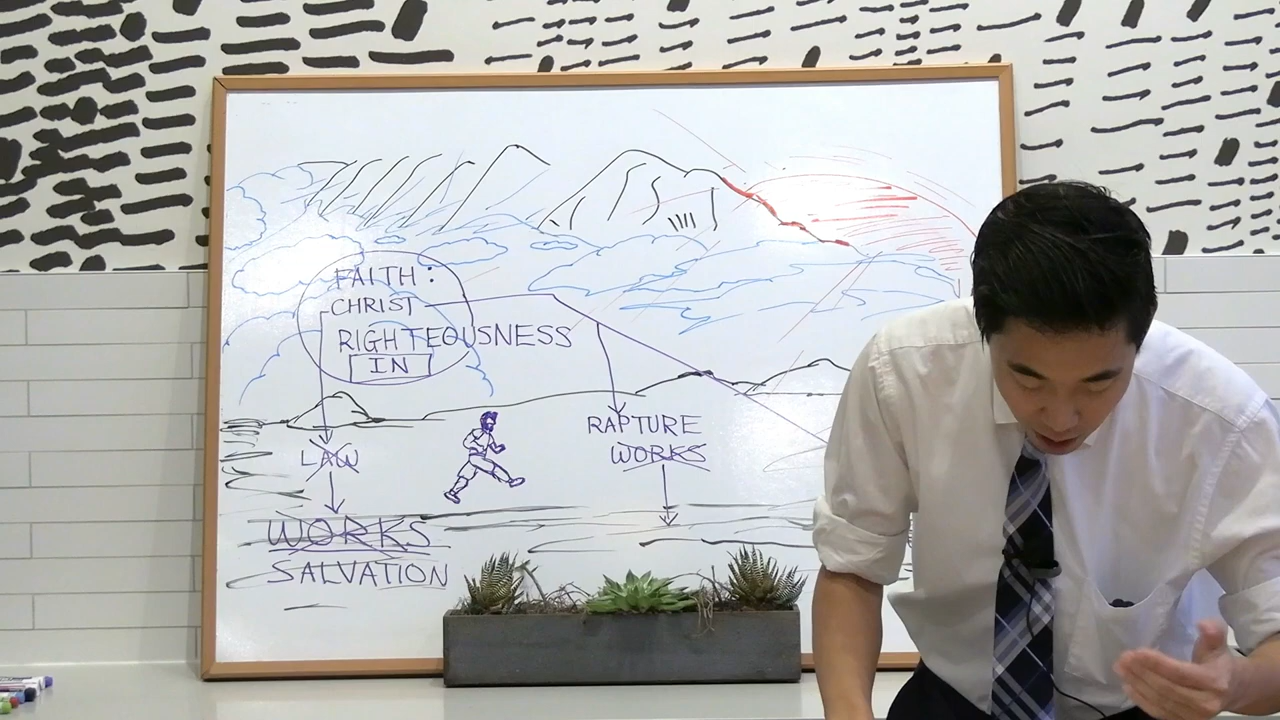 FAITH:
CHRIST
RIGHTEOUSNESS
IN
LAW
WORKS
SALVATION
RAPTURE
WORKS